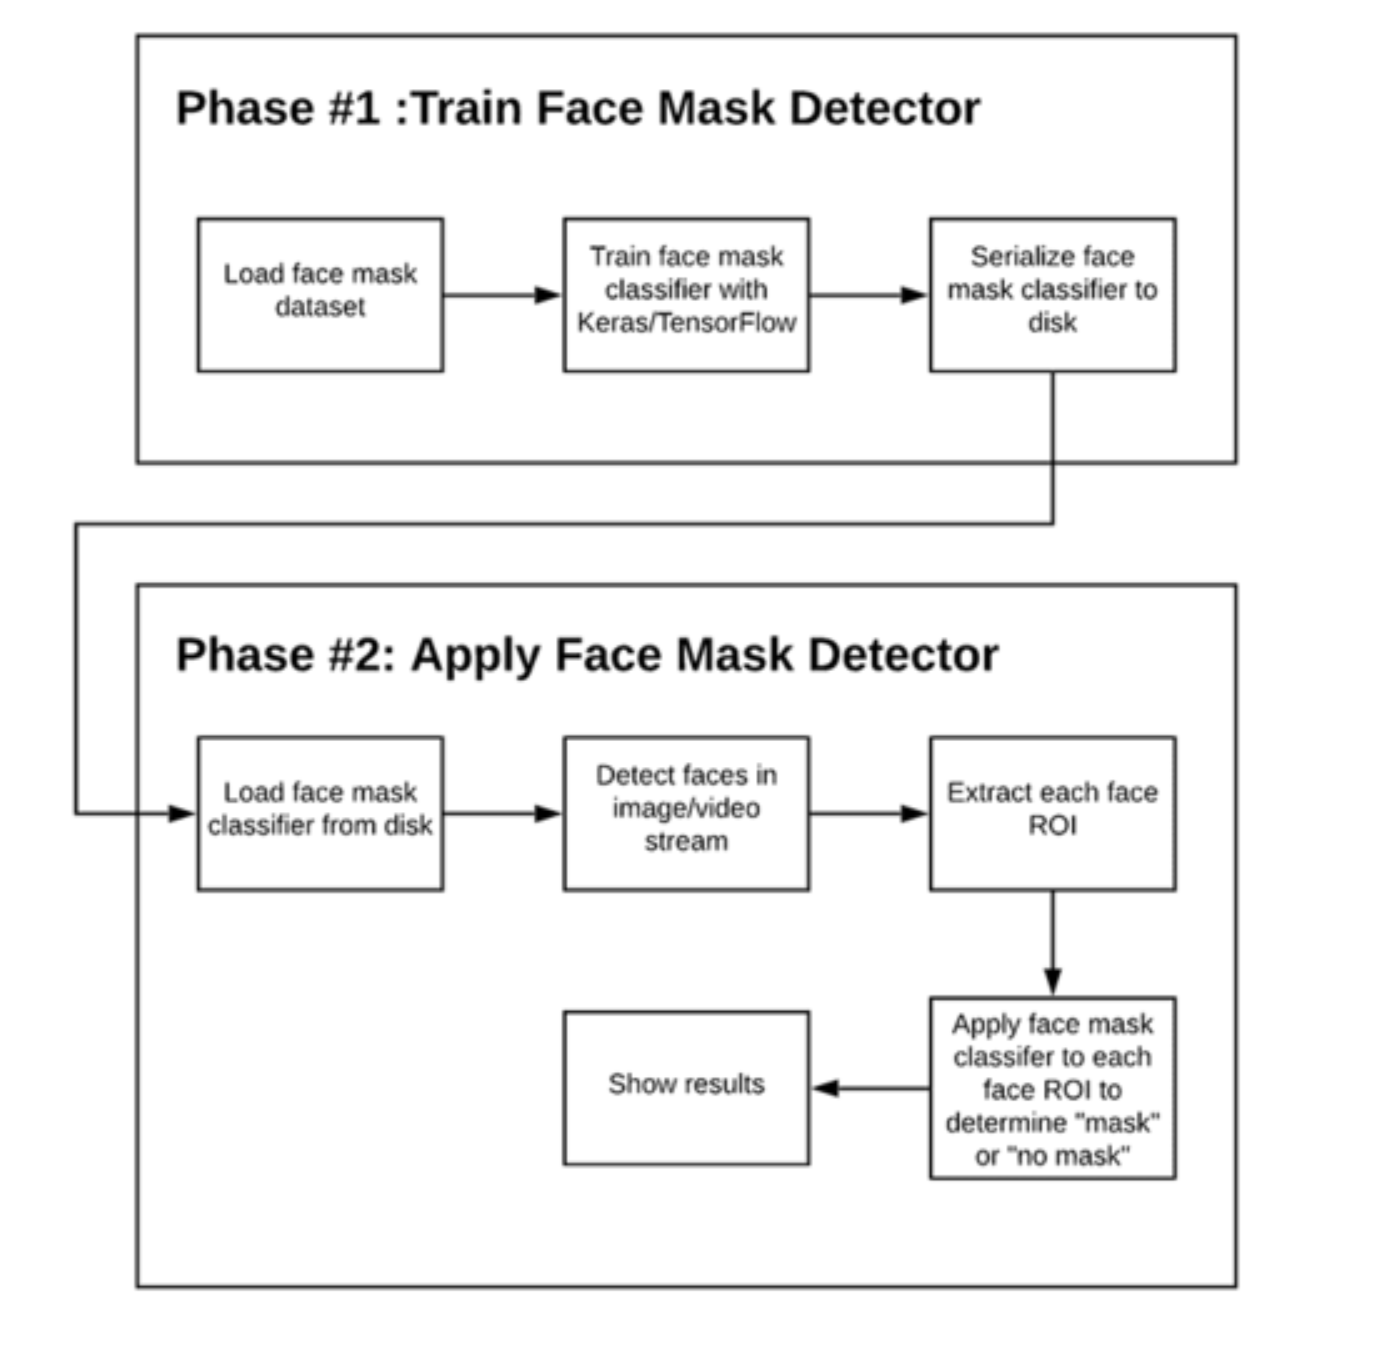 Phase #1 :Train Face Mask Detector
Load face mask
dataset
Train face mask
classifier with
Keras/TensorFlow
Serialize face
mask classifier to
disk
Phase #2: Apply Face Mask Detector
Load face mask
classifier from disk
Detect faces in
image/video
stream
Extract each face
ROI
Apply face mask
classifer to each
face ROI to
determine "mask"
or "no mask"
Show results